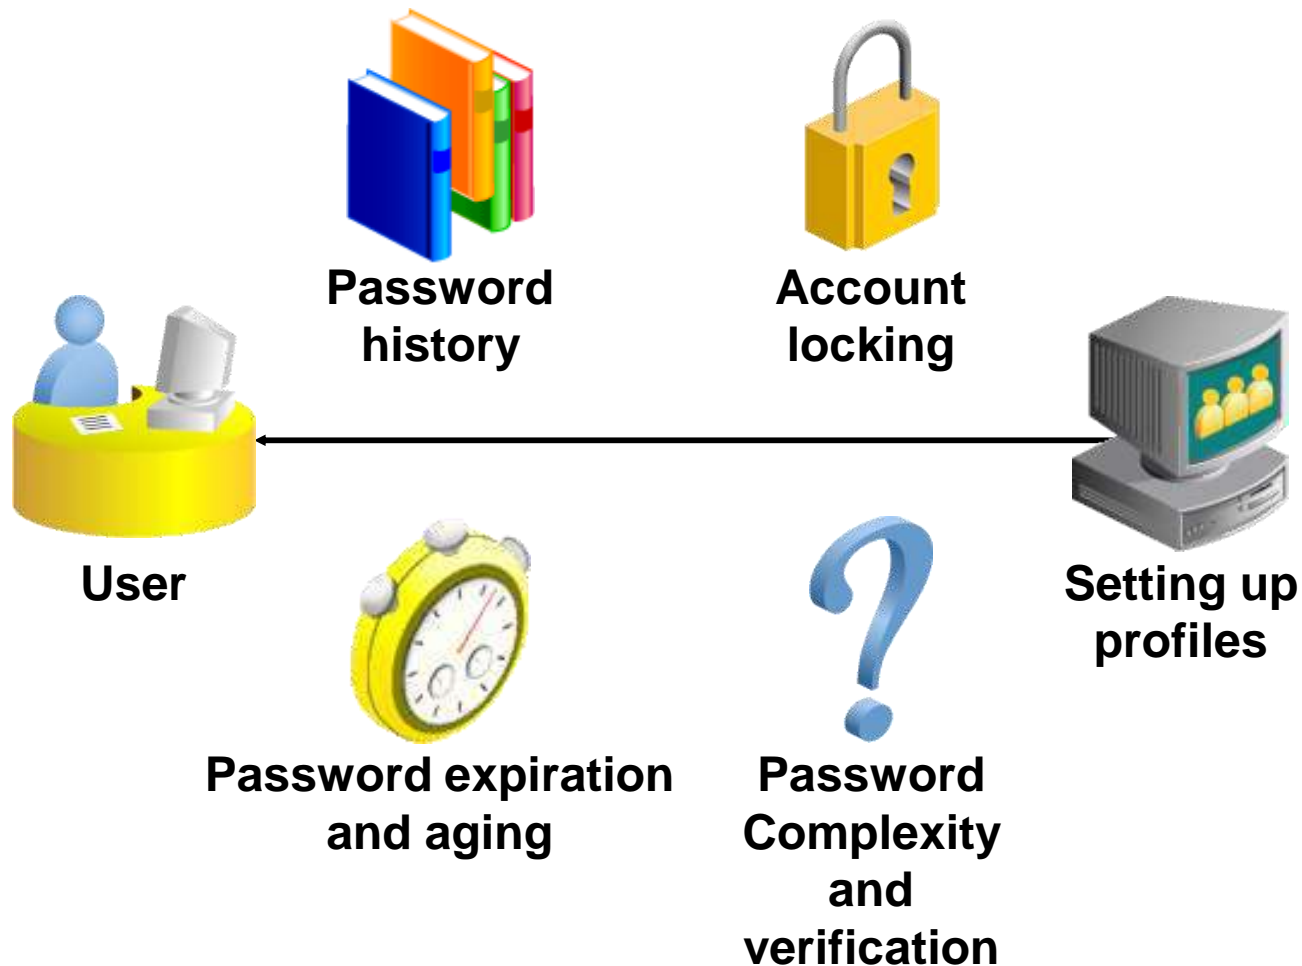 Password
history
Account
locking
User
Setting up
profiles
Password expiration
and aging
Password
Complexity
and
verification